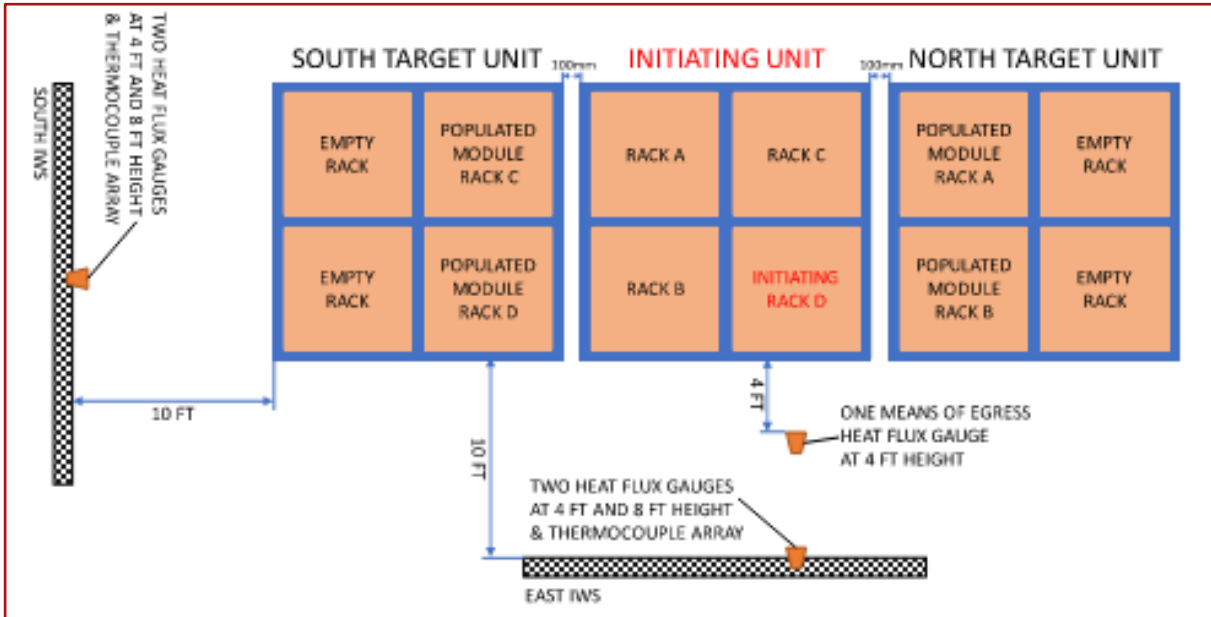 TWO HEAT FLUX GAUGES
AT 4 FT AND 8 FT HEIGHT
& THERMOCOUPLE ARRAY
SOUTH IWS
SOUTH TARGET UNIT
100mm
INITIATING UNIT
100mm
NORTH TARGET UNIT
EMPTY
RACK
POPULATED
MODULE
RACK C
RACK A
RACK C
POPULATED
MODULE
RACK A
EMPTY
RACK
EMPTY
RACK
POPULATED
MODULE
RACK D
RACK B
INITIATING
RACK D
POPULATED
MODULE
RACK B
EMPTY
RACK
10 FT
10 FT
4 FT
ONE MEANS OF EGRESS
HEAT FLUX GAUGE
AT 4 FT HEIGHT
TWO HEAT FLUX GAUGES
AT 4 FT AND 8 FT HEIGHT
& THERMOCOUPLE ARRAY
EAST IWS